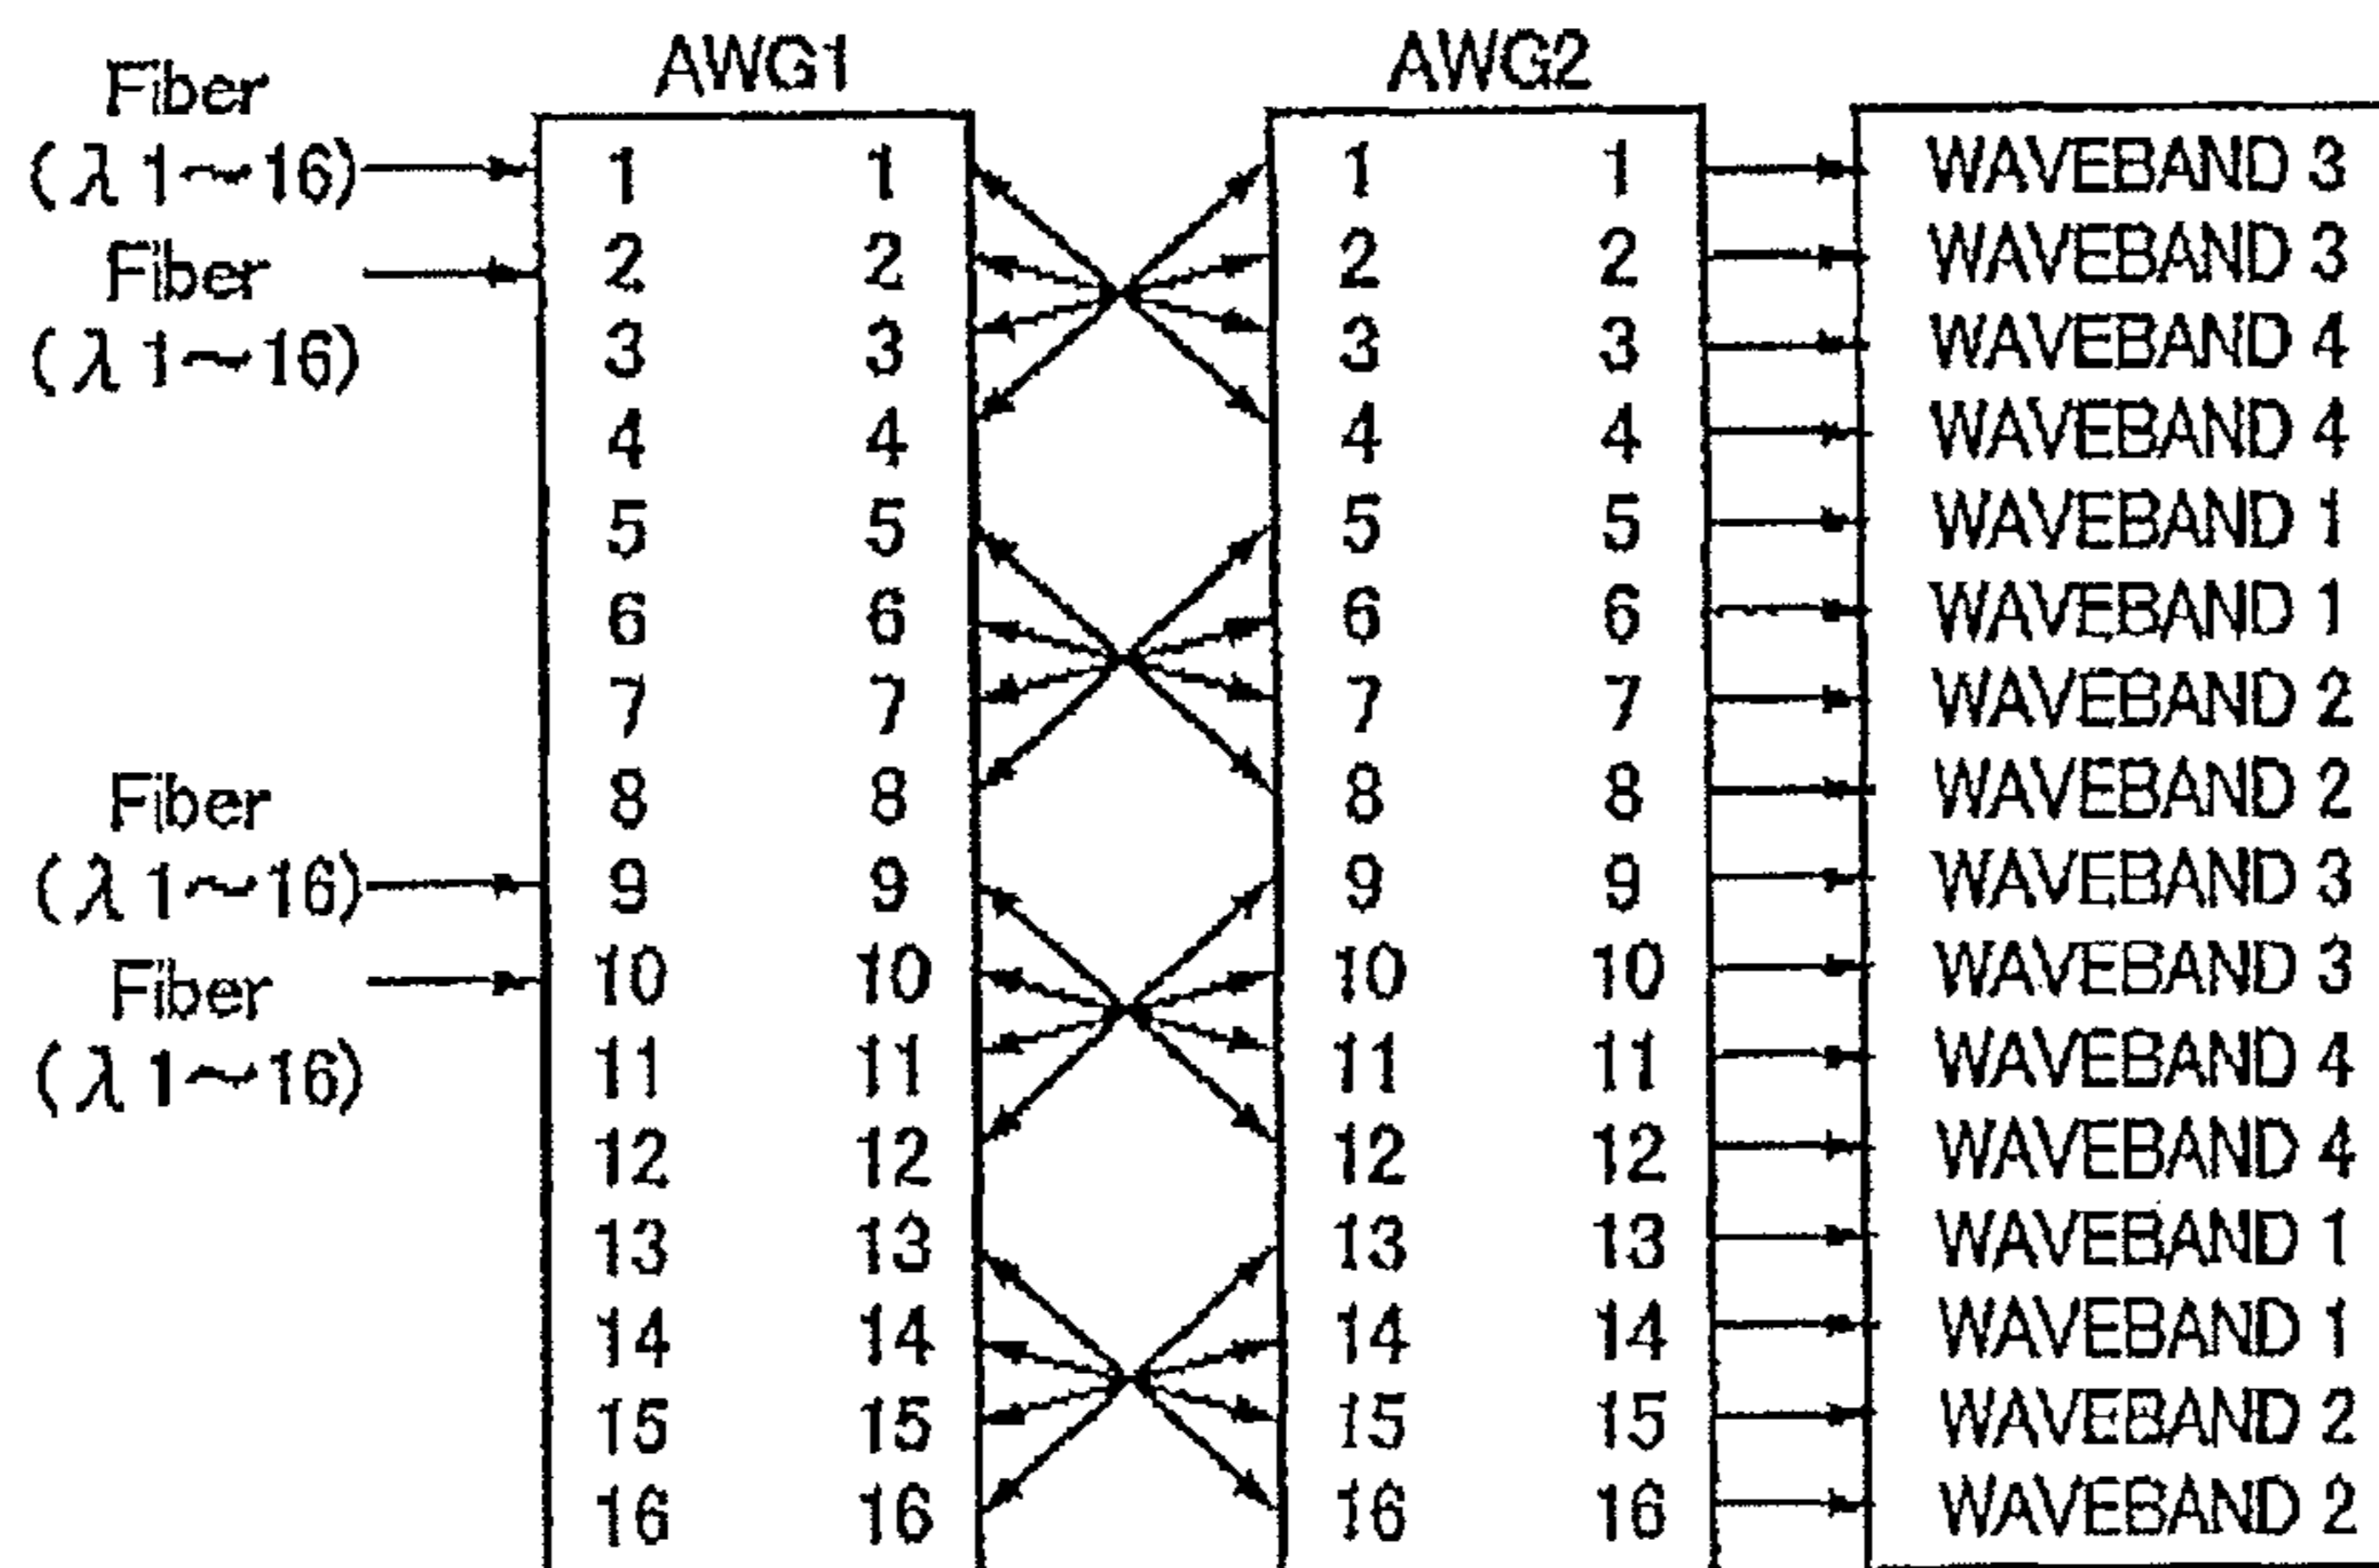 AWG1 AWG2
Fiber
(λ1~16) 1 1 1 1 WAVEBAND 3
Fiber 2 2 2 2 WAVEBAND 3
(λ1~16) 3 3 3 3 WAVEBAND 4
4 4 4 4 WAVEBAND 4
5 5 5 5 WAVEBAND 1
6 6 6 6 WAVEBAND 1
7 7 7 7 WAVEBAND 2
Fiber 8 8 8 8 WAVEBAND 2
(λ1~16) 9 9 9 9 WAVEBAND 3
Fiber 10 10 10 10 WAVEBAND 3
(λ1~16) 11 11 11 11 WAVEBAND 4
12 12 12 12 WAVEBAND 4
13 13 13 13 WAVEBAND 1
14 14 14 14 WAVEBAND 1
15 15 15 15 WAVEBAND 2
16 16 16 16 WAVEBAND 2